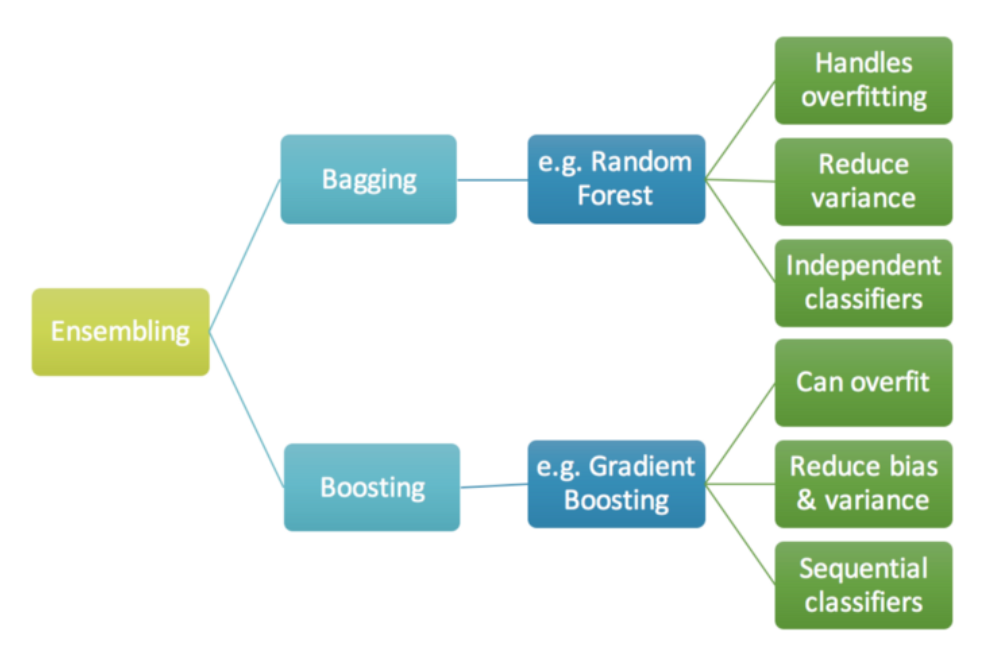 Ensembling
Bagging
e.g. Random
Forest
Handles
overfitting
Reduce
variance
Independent
classifiers
Boosting
e.g. Gradient
Boosting
Can overfit
Reduce bias
& variance
Sequential
classifiers